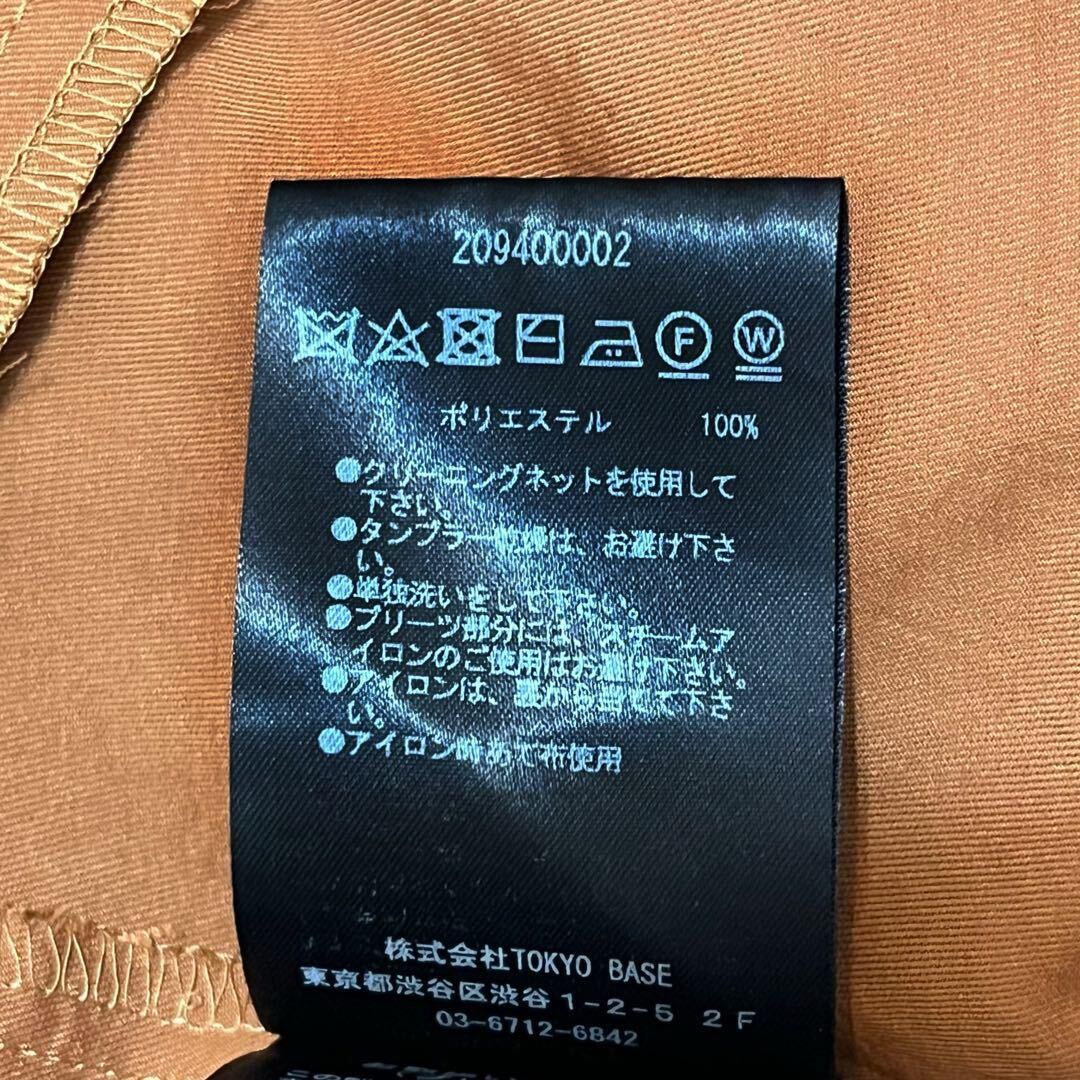 209400002
F W
ポリエステル 100%
●クリーニングネットを使用して
下さい。
●タンブラー乾燥は、お避け下さ
い。
●単独洗いをして下さい。
●プリーツ部分には、スチームア
イロンのご使用はお避け下さい。
●アイロンは、裏から当てて下さ
い。
●アイロン時あて布使用
株式会社TOKYO BASE
東京都渋谷区渋谷1-2-5 2F
03-6712-6842